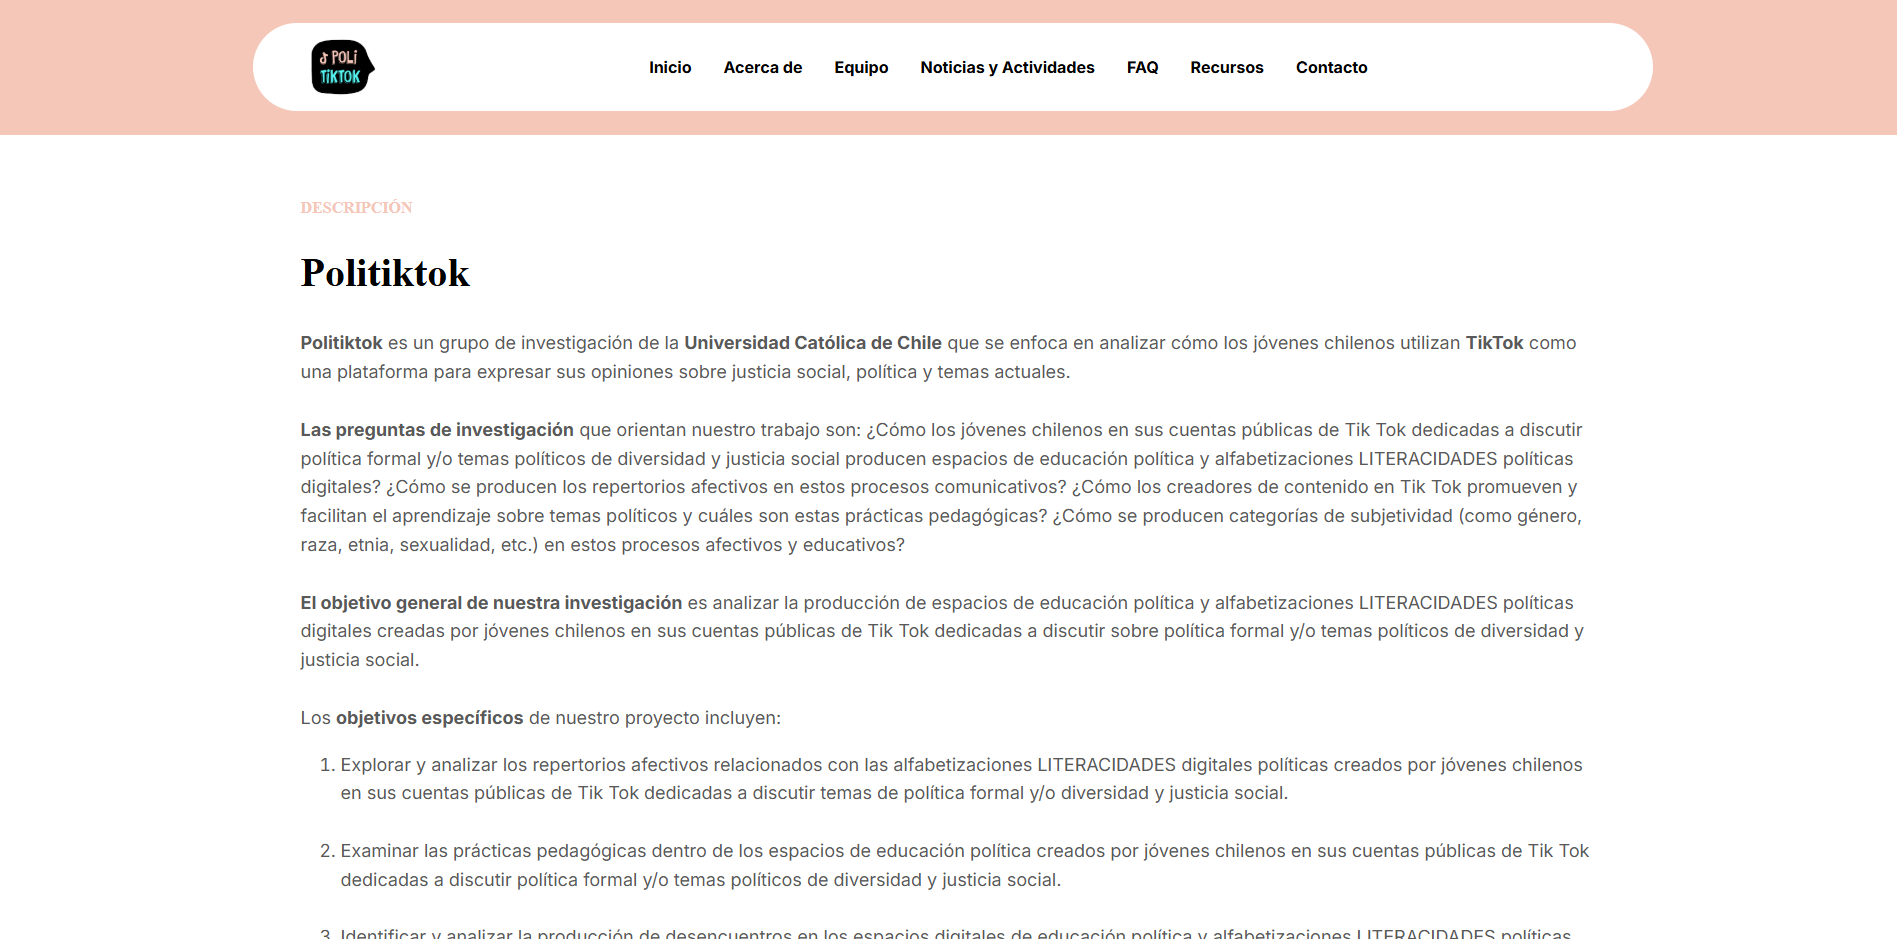 POLI
TiKTOK
Inicio Acerca de Equipo Noticias y Actividades FAQ Recursos Contacto
DESCRIPCIÓN
Politiktok
Politiktok es un grupo de investigación de la Universidad Católica de Chile que se enfoca en analizar cómo los jóvenes chilenos utilizan TikTok como
una plataforma para expresar sus opiniones sobre justicia social, política y temas actuales.
Las preguntas de investigación que orientan nuestro trabajo son: ¿Cómo los jóvenes chilenos en sus cuentas públicas de Tik Tok dedicadas a discutir
política formal y/o temas políticos de diversidad y justicia social producen espacios de educación política y alfabetizaciones LITERACIDADES políticas
digitales? ¿Cómo se producen los repertorios afectivos en estos procesos comunicativos? ¿Cómo los creadores de contenido en Tik Tok promueven y
facilitan el aprendizaje sobre temas políticos y cuáles son estas prácticas pedagógicas? ¿Cómo se producen categorías de subjetividad (como género,
raza, etnia, sexualidad, etc.) en estos procesos afectivos y educativos?
El objetivo general de nuestra investigación es analizar la producción de espacios de educación política y alfabetizaciones LITERACIDADES políticas
digitales creadas por jóvenes chilenos en sus cuentas públicas de Tik Tok dedicadas a discutir sobre política formal y/o temas políticos de diversidad y
justicia social.
Los objetivos específicos de nuestro proyecto incluyen:
1. Explorar y analizar los repertorios afectivos relacionados con las alfabetizaciones LITERACIDADES digitales políticas creados por jóvenes chilenos
en sus cuentas públicas de Tik Tok dedicadas a discutir temas de política formal y/o diversidad y justicia social.
2. Examinar las prácticas pedagógicas dentro de los espacios de educación política creados por jóvenes chilenos en sus cuentas públicas de Tik Tok
dedicadas a discutir política formal y/o temas políticos de diversidad y justicia social.
3. Identificar y analizar la producción de desencuentros en los espacios digitales de educación política y alfabetizaciones LITERACIDADES políticas